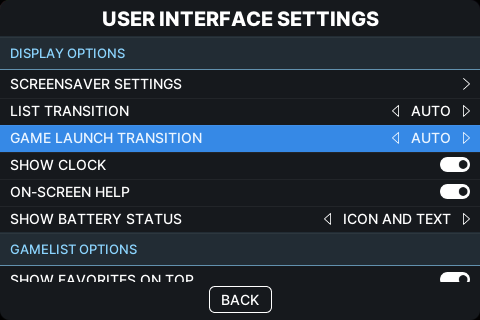 USER INTERFACE SETTINGS
DISPLAY OPTIONS
SCREENSAVER SETTINGS
LIST TRANSITION AUTO
GAME LAUNCH TRANSITION AUTO
SHOW CLOCK
ON-SCREEN HELP
SHOW BATTERY STATUS ICON AND TEXT
GAMELIST OPTIONS
SHOW FAVORITES ON TOP
BACK